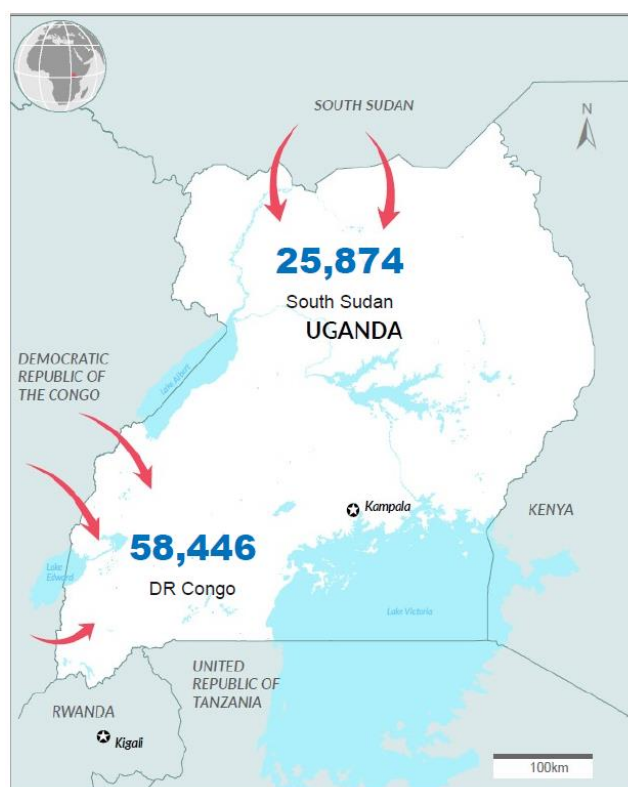 N
SOUTH SUDAN
25,874
South Sudan
UGANDA
DEMOCRATIC
REPUBLIC OF
THE CONGO
Lake Albert
Kampala
KENYA
58,446
DR Congo
Lake
Edward
Lake Victoria
UNITED
REPUBLIC OF
TANZANIA
RWANDA
Kigali
100km